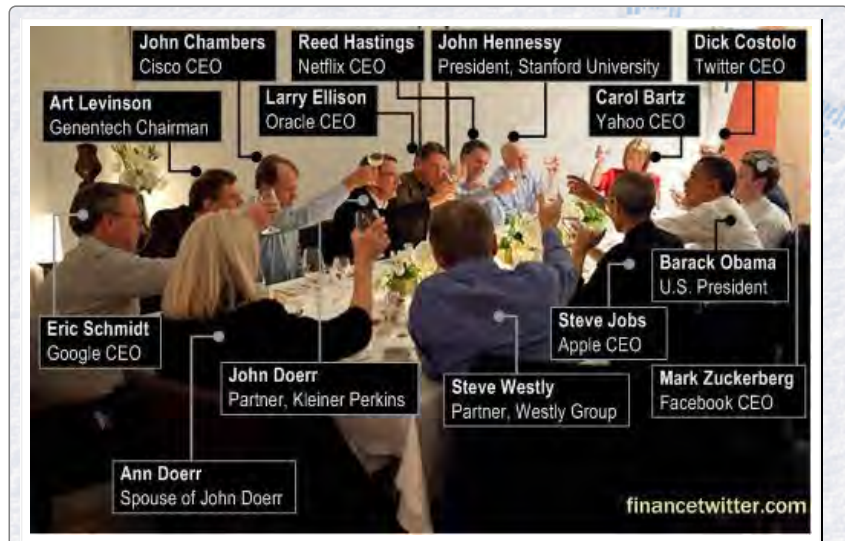 John Chambers
Cisco CEO
Reed Hastings
Netflix CEO
John Hennessy
President, Stanford University
Dick Costolo
Twitter CEO
Art Levinson
Genentech Chairman
Larry Ellison
Oracle CEO
Carol Bartz
Yahoo CEO
Barack Obama
U.S. President
Eric Schmidt
Google CEO
Steve Jobs
Apple CEO
John Doerr
Partner, Kleiner Perkins
Steve Westly
Partner, Westly Group
Mark Zuckerberg
Facebook CEO
Ann Doerr
Spouse of John Doerr
financetwitter.com